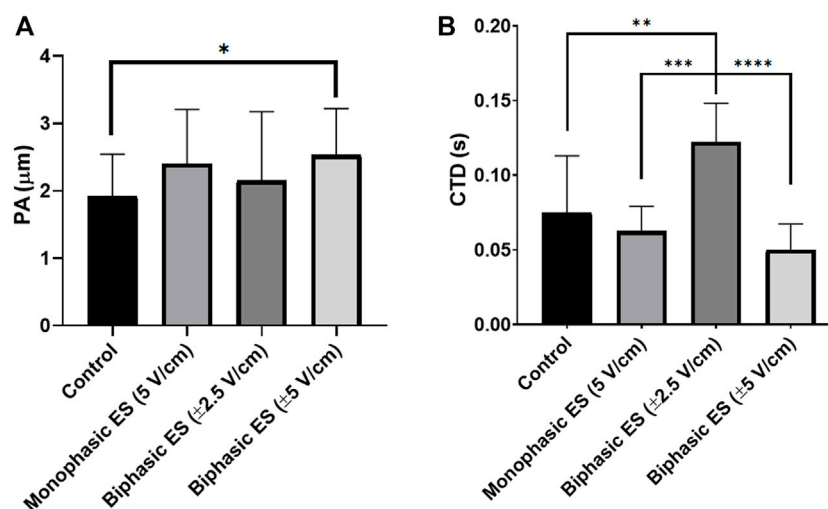 A
PA (μm)
4
3
2
1
0
*
Control
Monophasic ES (5 V/cm)
Biphasic ES (±2.5 V/cm)
Biphasic ES (±5 V/cm)
B
CTD (s)
0.20
0.15
0.10
0.05
0.00
**
***
****
Control
Monophasic ES (5 V/cm)
Biphasic ES (±2.5 V/cm)
Biphasic ES (±5 V/cm)